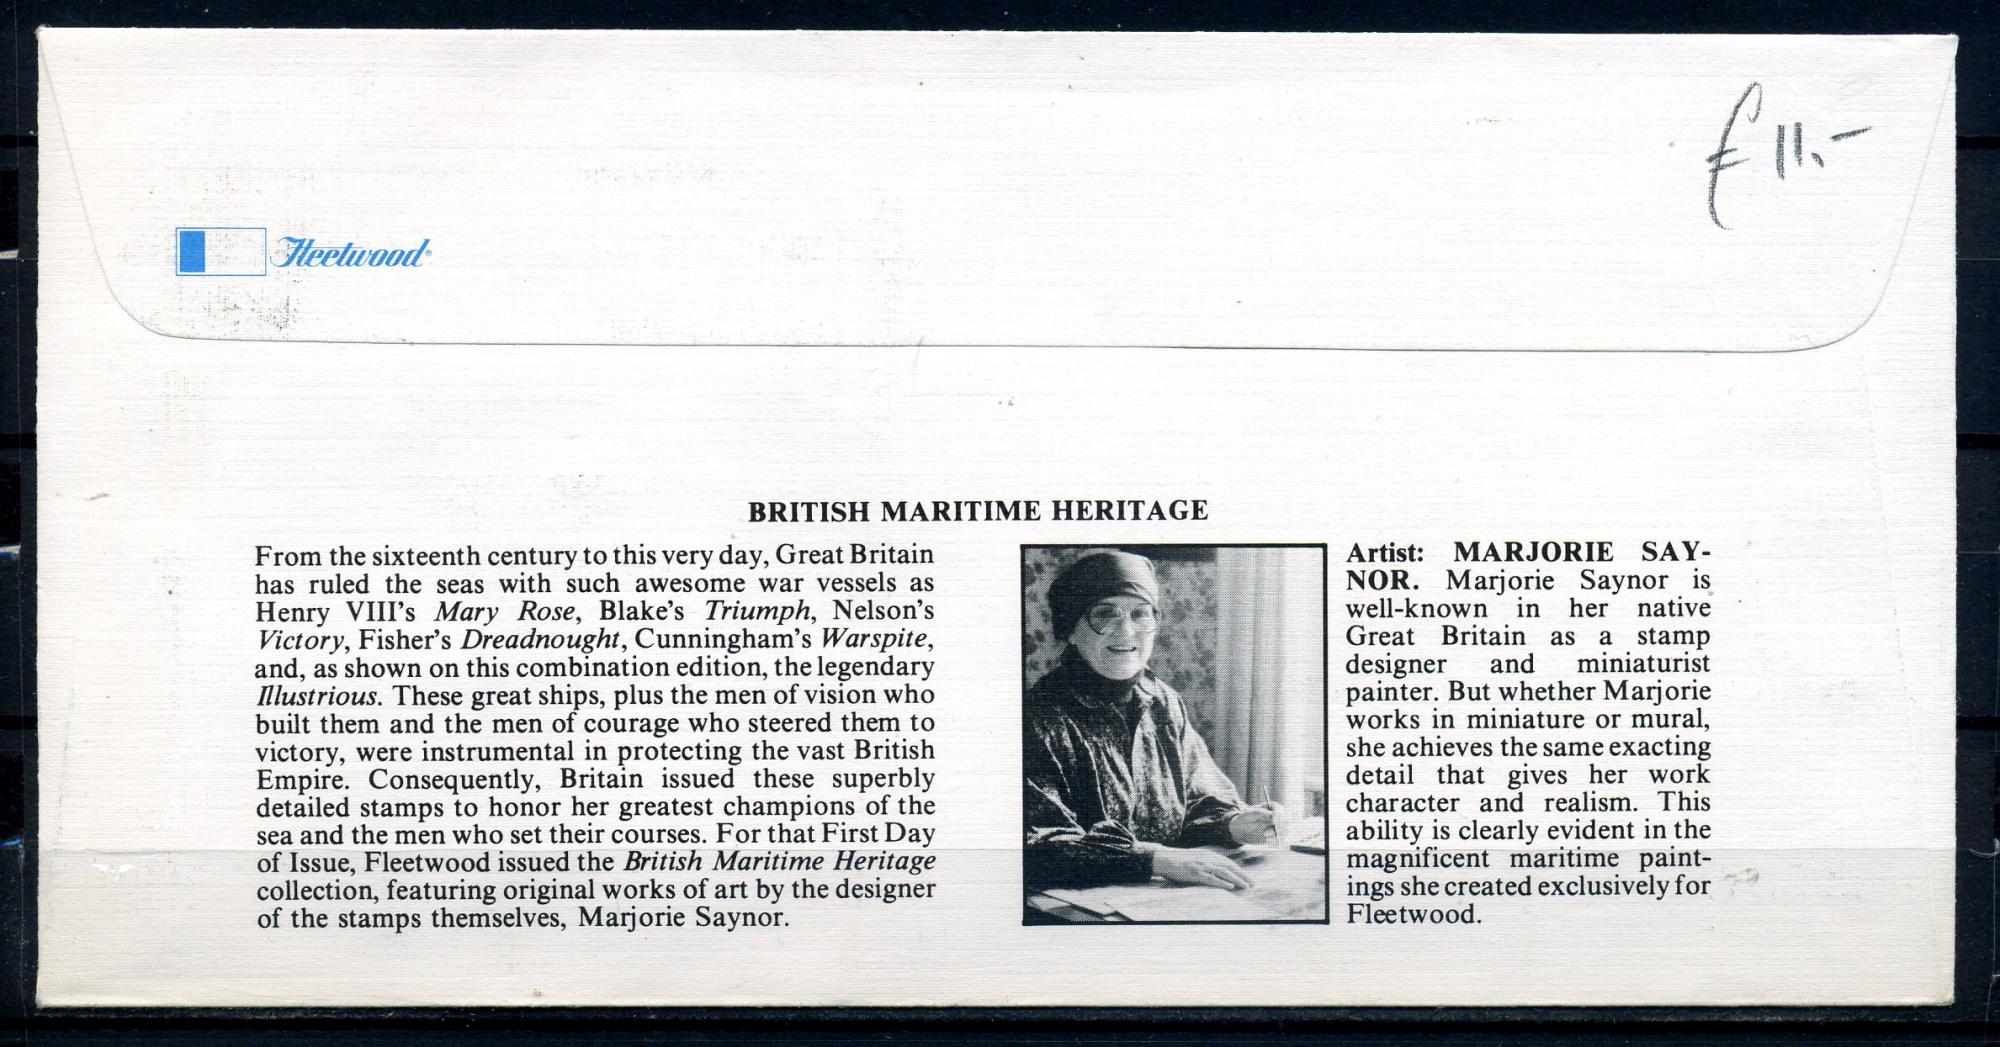 £ 11.-
Fleetwood®
BRITISH MARITIME HERITAGE
From the sixteenth century to this very day, Great Britain
has ruled the seas with such awesome war vessels as
Henry VIII's Mary Rose, Blake's Triumph, Nelson's
Victory, Fisher's Dreadnought, Cunningham's Warspite,
and, as shown on this combination edition, the legendary
Illustrious. These great ships, plus the men of vision who
built them and the men of courage who steered them to
victory, were instrumental in protecting the vast British
Empire. Consequently, Britain issued these superbly
detailed stamps to honor her greatest champions of the
sea and the men who set their courses. For that First Day
of Issue, Fleetwood issued the British Maritime Heritage
collection, featuring original works of art by the designer
of the stamps themselves, Marjorie Saynor.
Artist: MARJORIE SAY-
NOR. Marjorie Saynor is
well-known in her native
Great Britain as a stamp
designer and miniaturist
painter. But whether Marjorie
works in miniature or mural,
she achieves the same exacting
detail that gives her work
character and realism. This
ability is clearly evident in the
magnificent maritime paint-
ings she created exclusively for
Fleetwood.